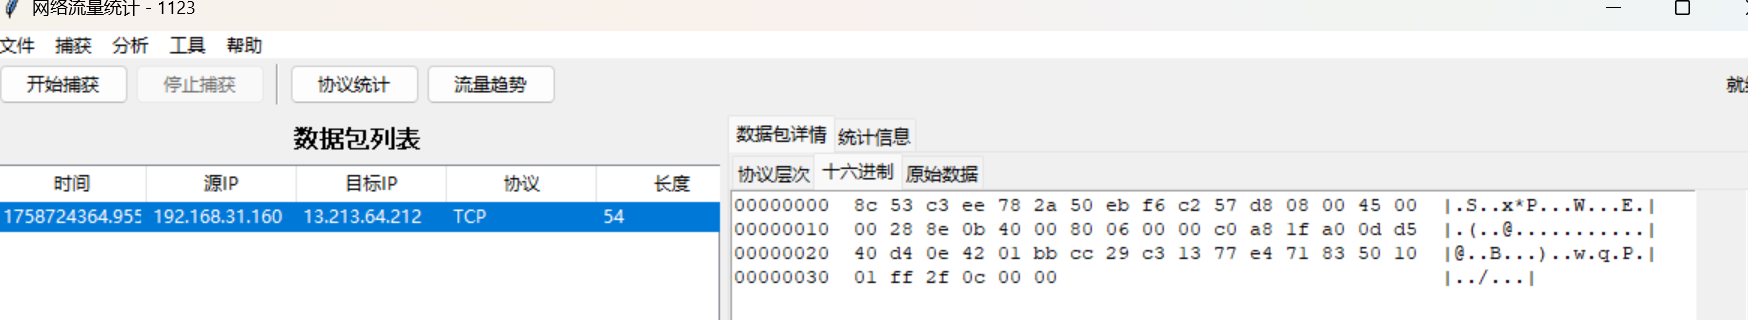 网络流量统计 - 1123
文件 捕获 分析 工具 帮助
开始捕获 停止捕获 协议统计 流量趋势
数据包列表
时间 源IP 目标IP 协议 长度
1758724364.955 192.168.31.160 13.213.64.212 TCP 54
数据包详情 统计信息
协议层次 十六进制 原始数据
00000000 8c 53 c3 ee 78 2a 50 eb f6 c2 57 d8 08 00 45 00 |.S..x*P...W...E.|
00000010 00 28 8e 0b 40 00 80 06 00 00 c0 a8 1f a0 0d d5 |.(..@...........|
00000020 40 d4 0e 42 01 bb cc 29 c3 13 77 e4 71 83 50 10 |@..B...)..w.q.P.|
00000030 01 ff 2f 0c 00 00 |../...|